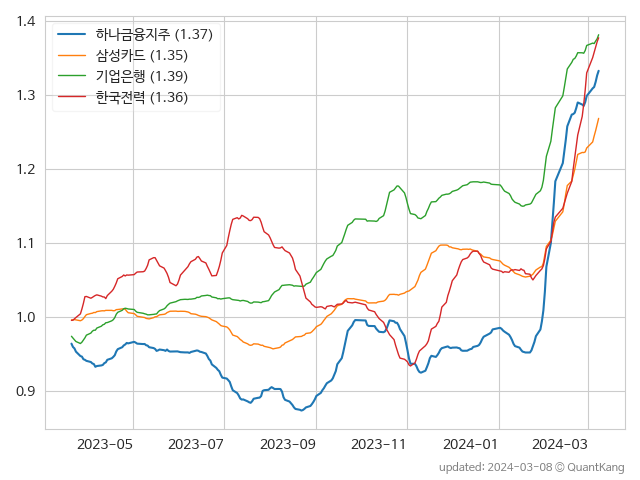 1.4
1.3
1.2
1.1
1.0
0.9
하나금융지주 (1.37)
삼성카드 (1.35)
기업은행 (1.39)
한국전력 (1.36)
2023-05 2023-07 2023-09 2023-11 2024-01 2024-03
updated: 2024-03-08 © QuantKang